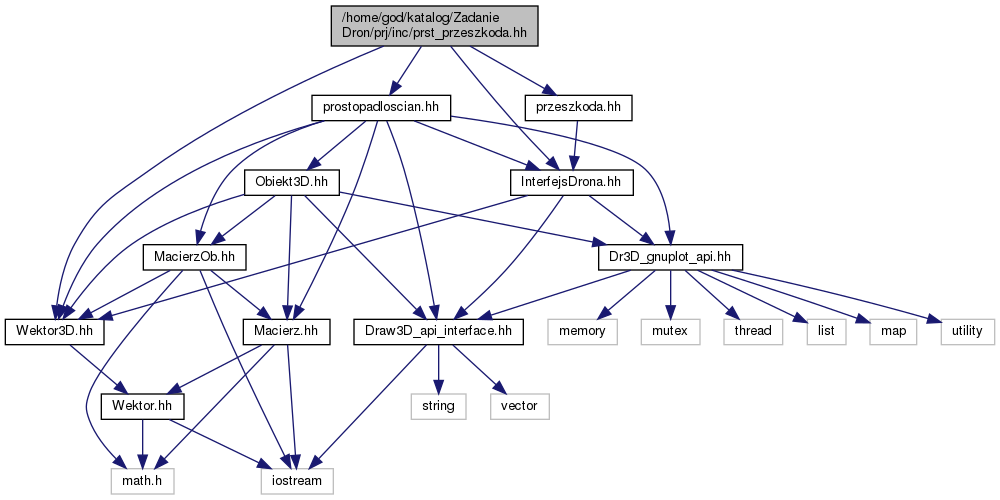 /home/god/katalog/Zadanie
Dron/prj/inc/prst_przeszkoda.hh
prostopadloscian.hh
przeszkoda.hh
Obiekt3D.hh
InterfejsDrona.hh
MacierzOb.hh
Dr3D_gnuplot_api.hh
Wektor3D.hh
Macierz.hh
Draw3D_api_interface.hh
memory
mutex
thread
list
map
utility
Wektor.hh
string
vector
math.h
iostream